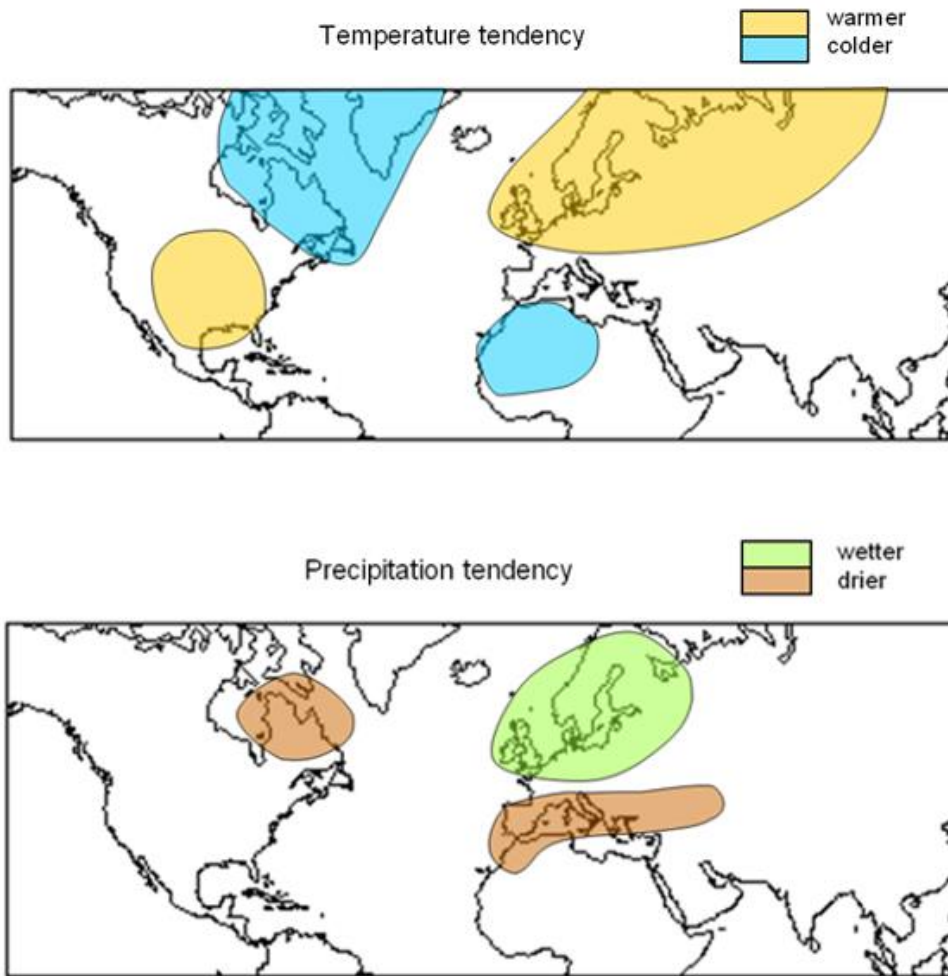 Temperature tendency
warmer
colder
Precipitation tendency
wetter
drier